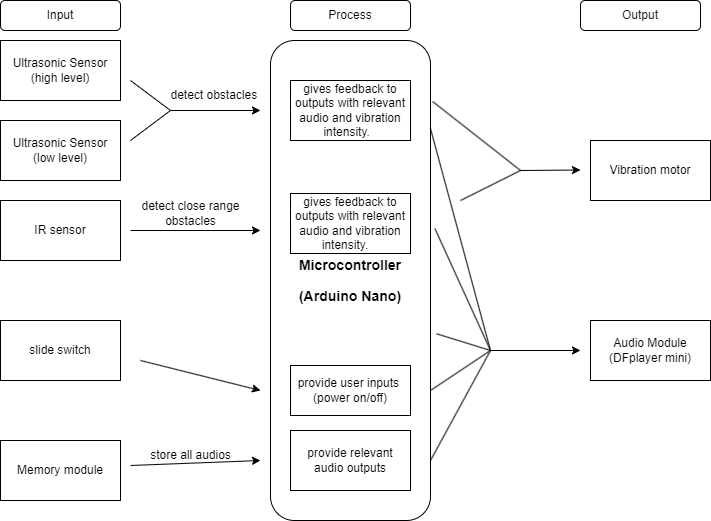 Input
Process
Output
Ultrasonic Sensor
(high level)
detect obstacles
gives feedback to
outputs with relevant
audio and vibration
intensity.
Ultrasonic Sensor
(low level)
Vibration motor
IR sensor
detect close range
obstacles
gives feedback to
outputs with relevant
audio and vibration
intensity.
Microcontroller
(Arduino Nano)
slide switch
Audio Module
(DFplayer mini)
provide user inputs
(power on/off)
Memory module
store all audios
provide relevant
audio outputs